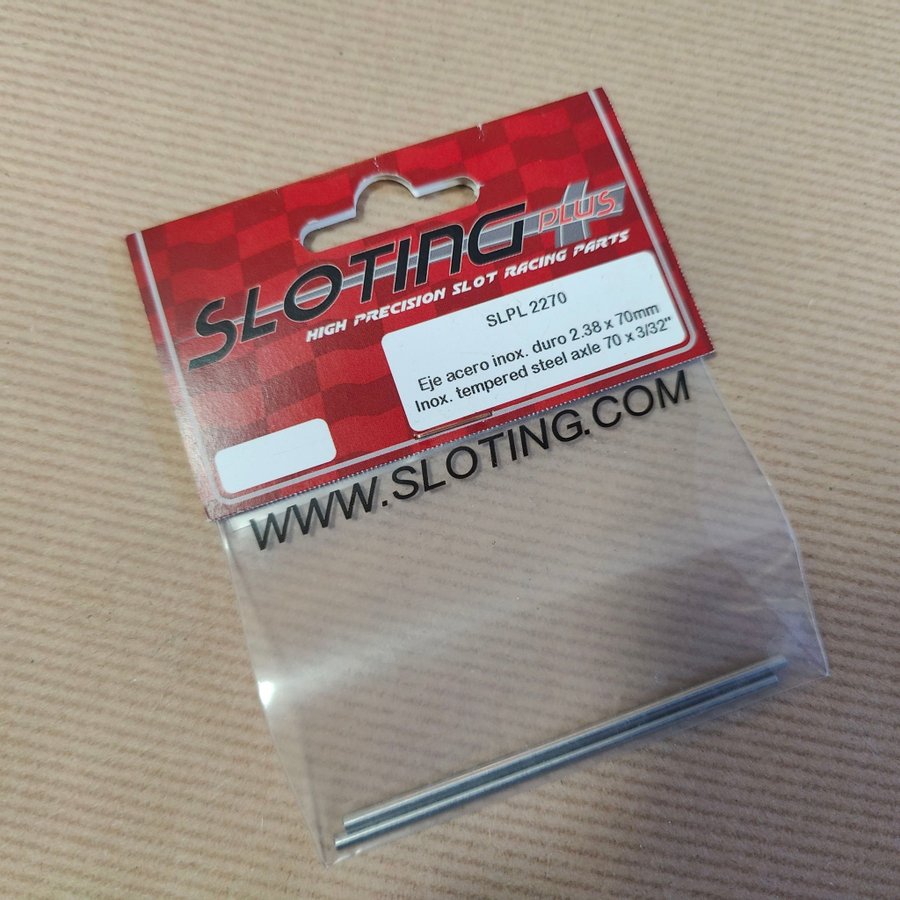 SLOTING PLUS
HIGH PRECISION SLOT RACING PARTS
SLPL 2270
Eje acero inox. duro 2.38 x 70mm
Inox. tempered steel axle 70 x 3/32"
WWW.SLOTING.COM